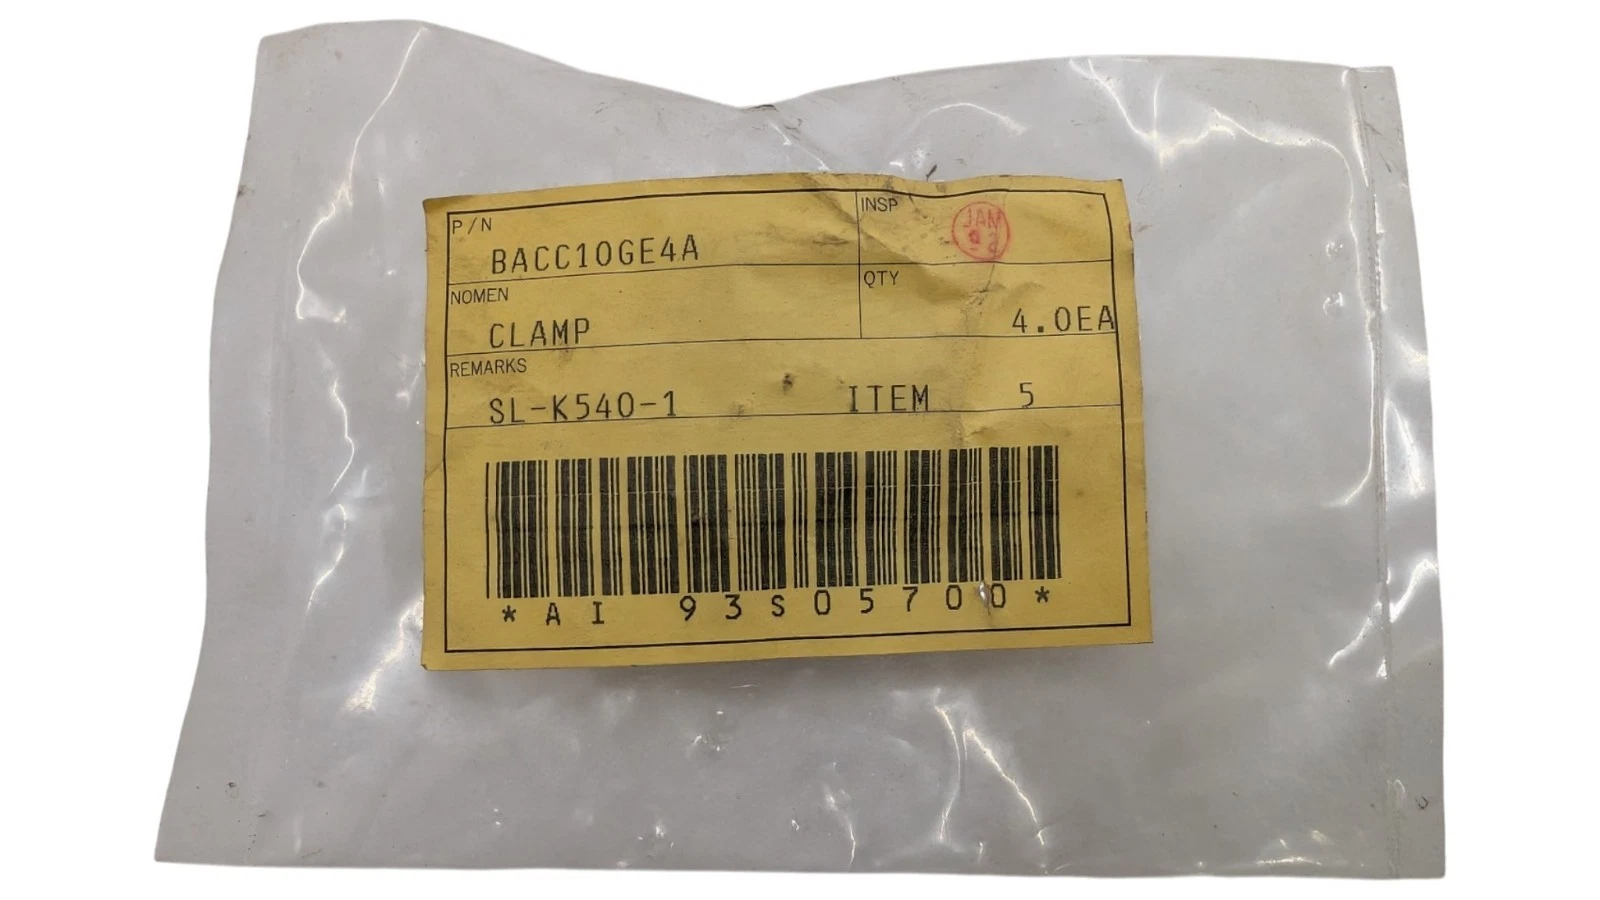 P/N
BACC10GE4A
INSP
JAM
NOMEN
CLAMP
QTY
4.0EA
REMARKS
SL-K540-1 ITEM 5
*AI 93S05700*